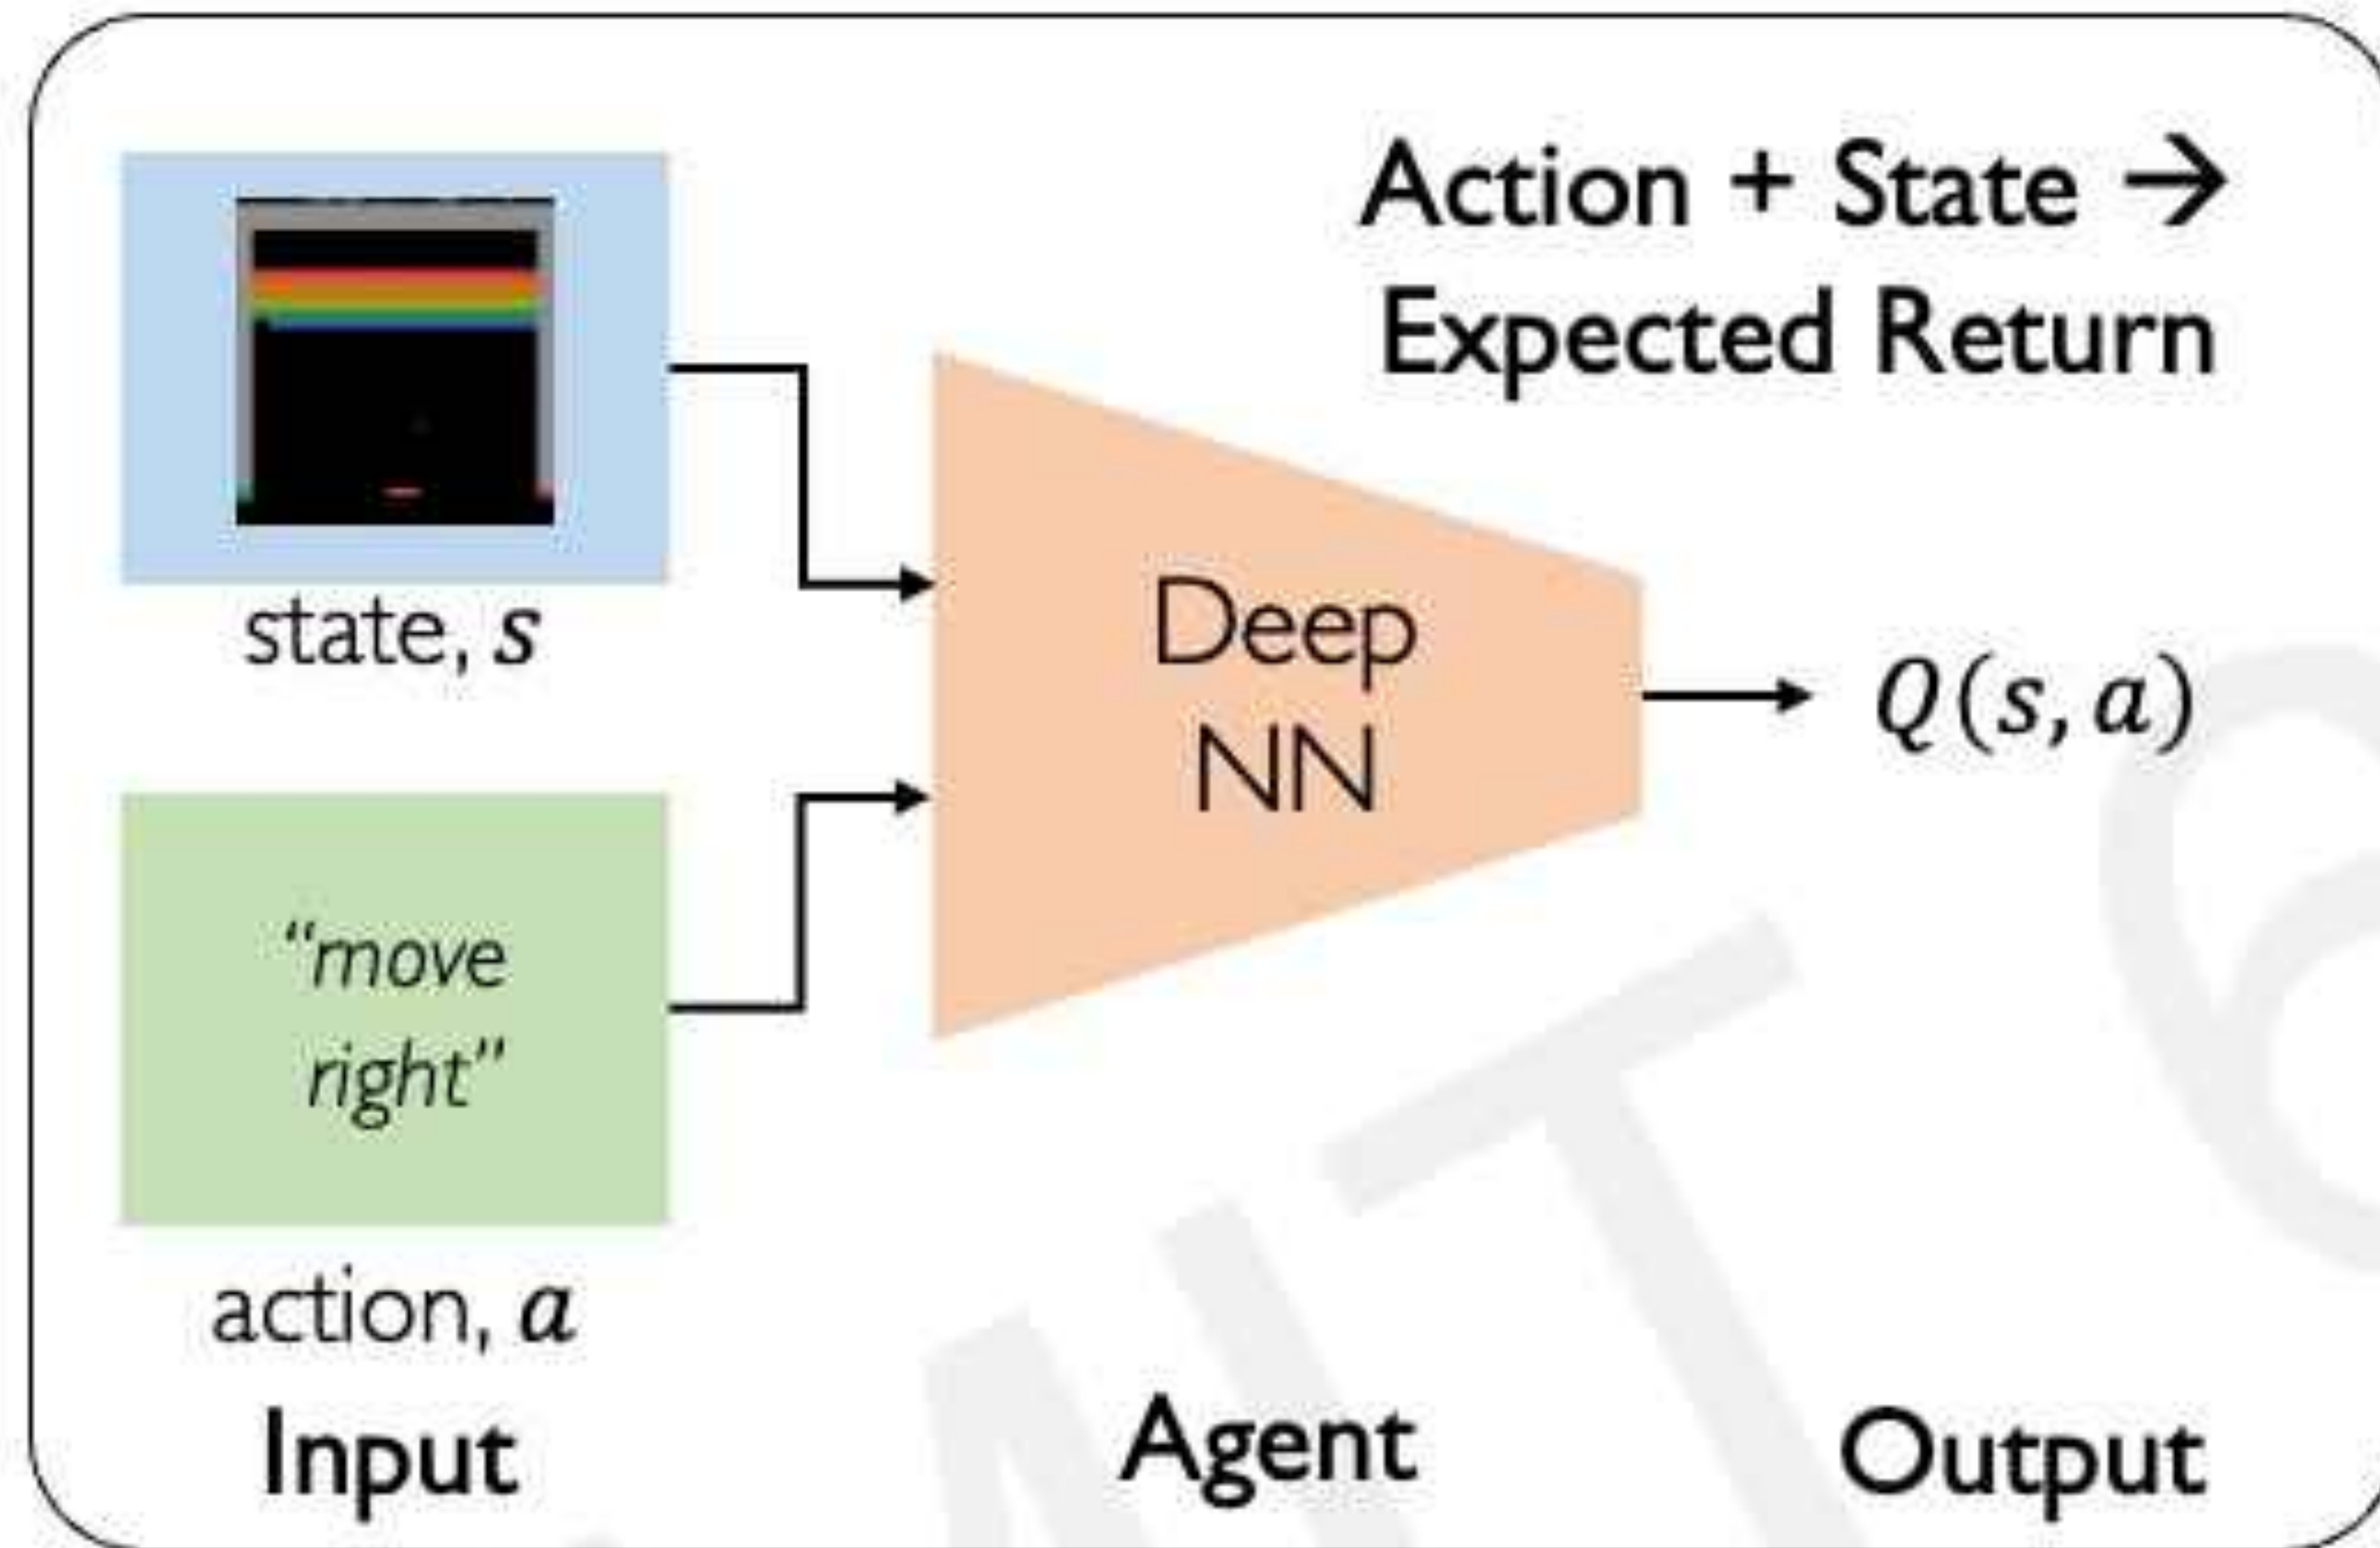 Action + State →
Expected Return
state, s
Deep
NN
Q(s, a)
“move
right”
action, a
Input
Agent
Output